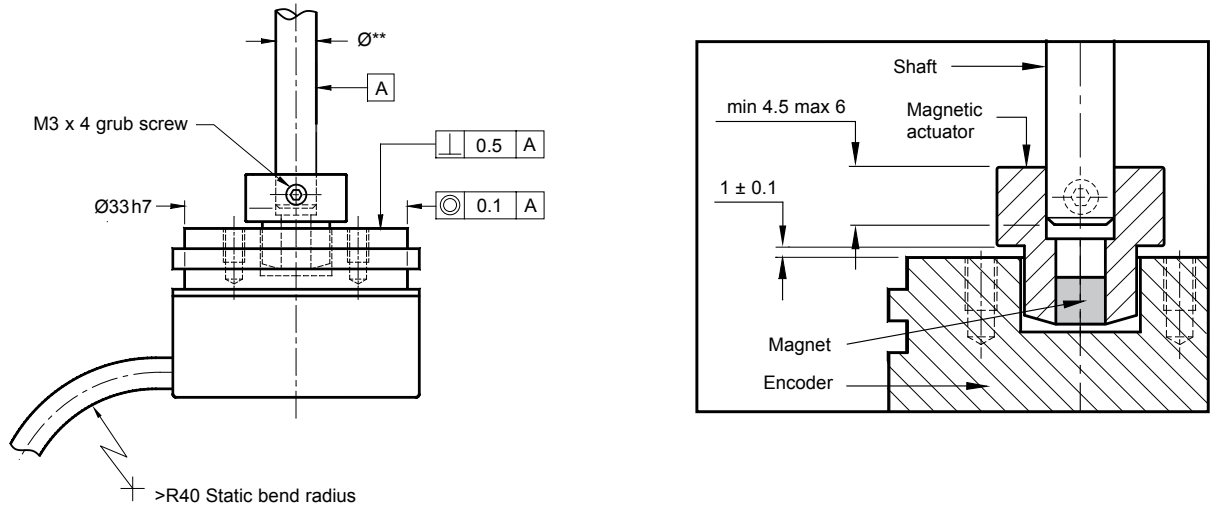 Ø**
A
M3 x 4 grub screw
⊥ 0.5 A
Ø33 h7
◎ 0.1 A
>R40 Static bend radius
Shaft
min 4.5 max 6
Magnetic
actuator
1 ± 0.1
Magnet
Encoder